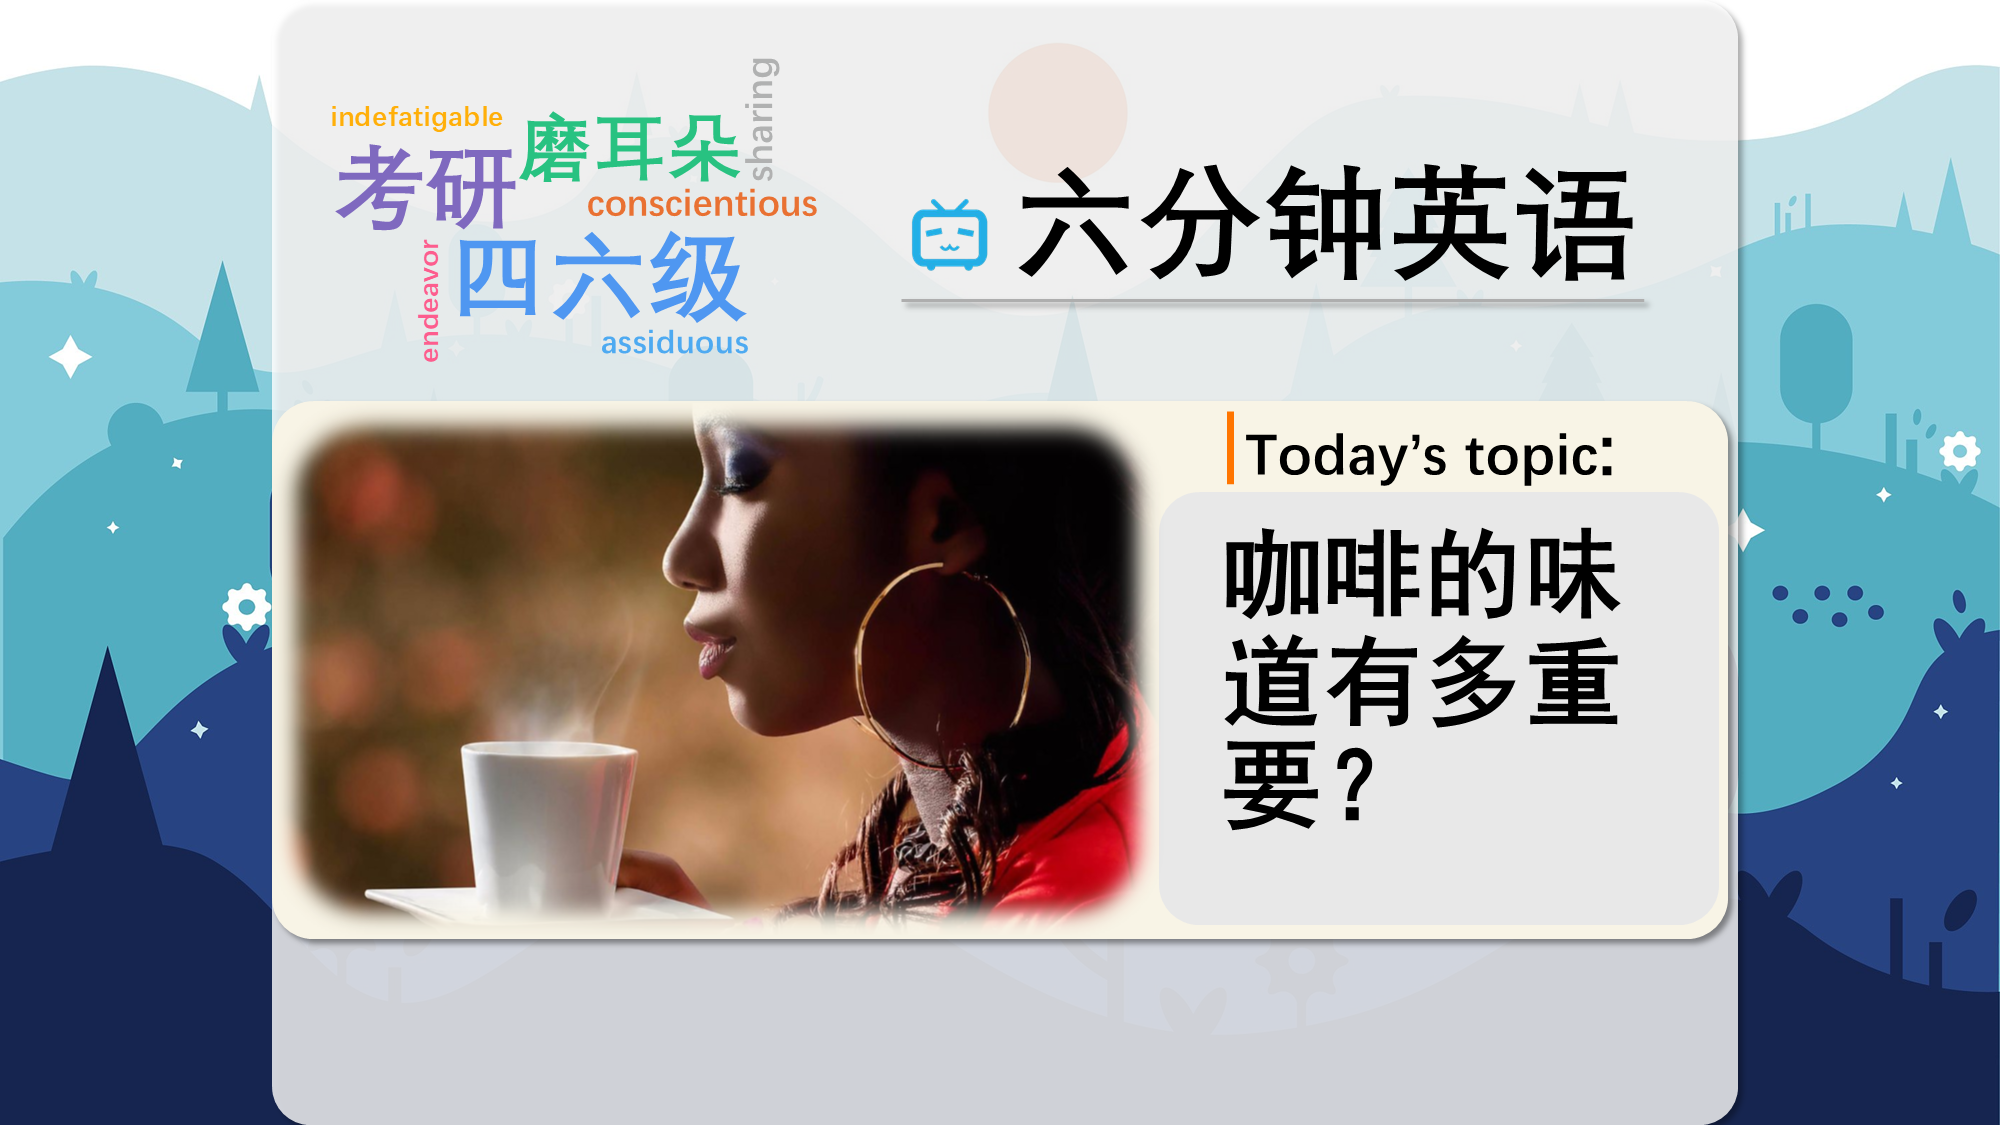 indefatigable
磨耳朵
sharing
考研
conscientious
四六级
endeavor
assiduous
六分钟英语
Today’s topic:
咖啡的味
道有多重
要？